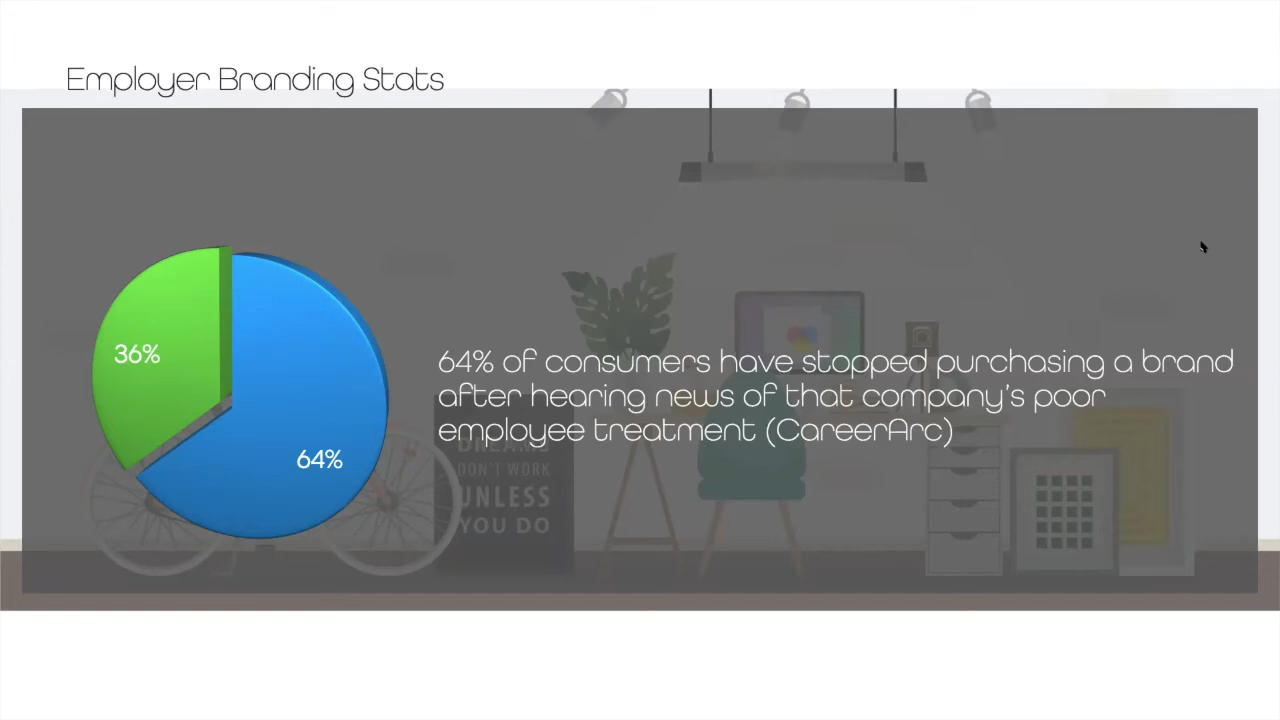 Employer Branding Stats
36%
64%
64% of consumers have stopped purchasing a brand
after hearing news of that company's poor
employee treatment (CareerArc)
DREAMS
DON'T WORK
UNLESS
YOU DO